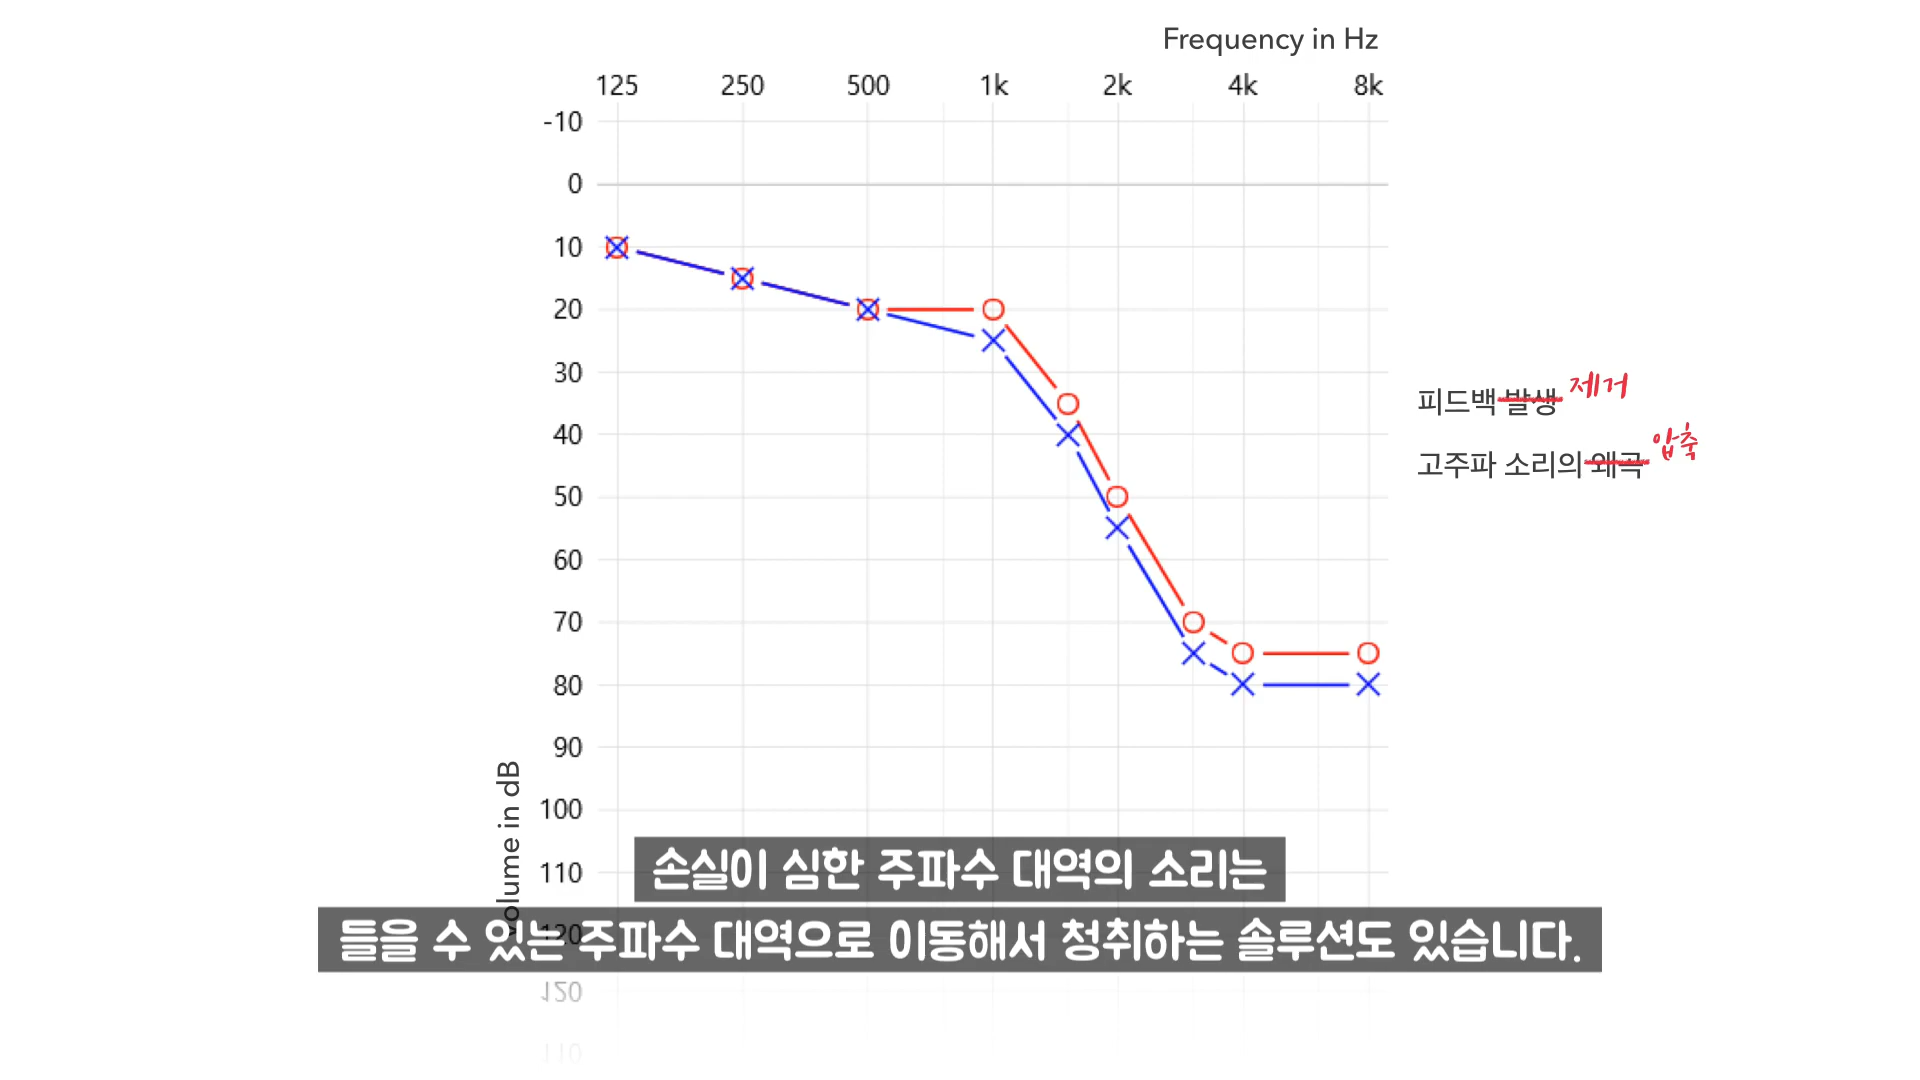 Frequency in Hz
125 250 500 1k 2k 4k 8k
-10
0
10
20
30
40
50
60
70
80
90
100
110
120
Volume in dB
피드백 발생 제거
고주파 소리의 왜곡 압축
손실이 심한 주파수 대역의 소리는
들을 수 있는 주파수 대역으로 이동해서 청취하는 솔루션도 있습니다.
120
110